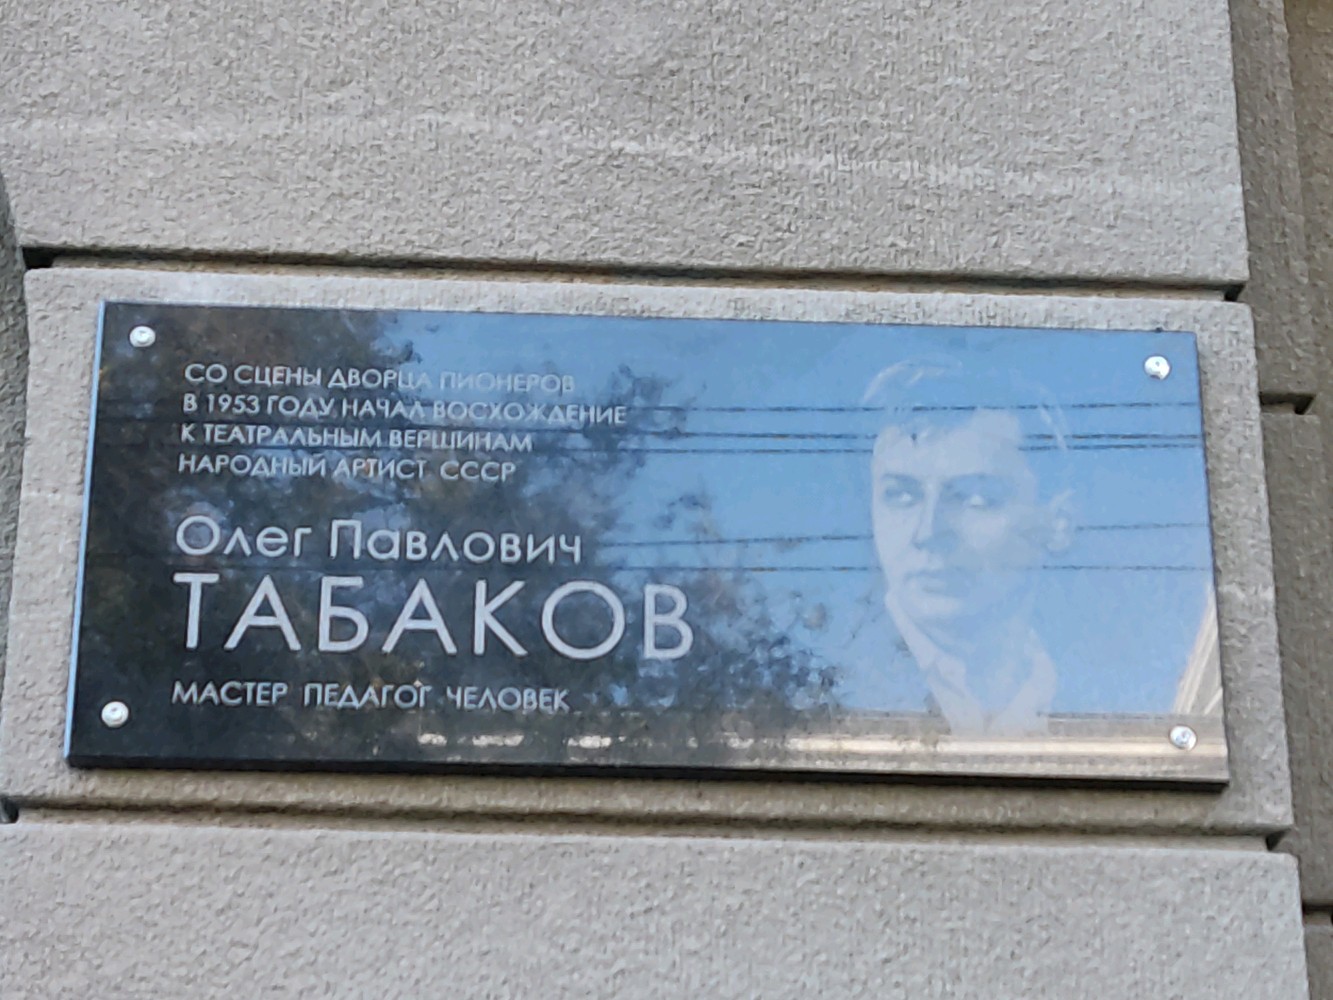 СО СЦЕНЫ ДВОРЦА ПИОНЕРОВ
В 1953 ГОДУ НАЧАЛ ВОСХОЖДЕНИЕ
К ТЕАТРАЛЬНЫМ ВЕРШИНАМ
НАРОДНЫЙ АРТИСТ СССР
Олег Павлович
ТАБАКОВ
МАСТЕР ПЕДАГОГ ЧЕЛОВЕК